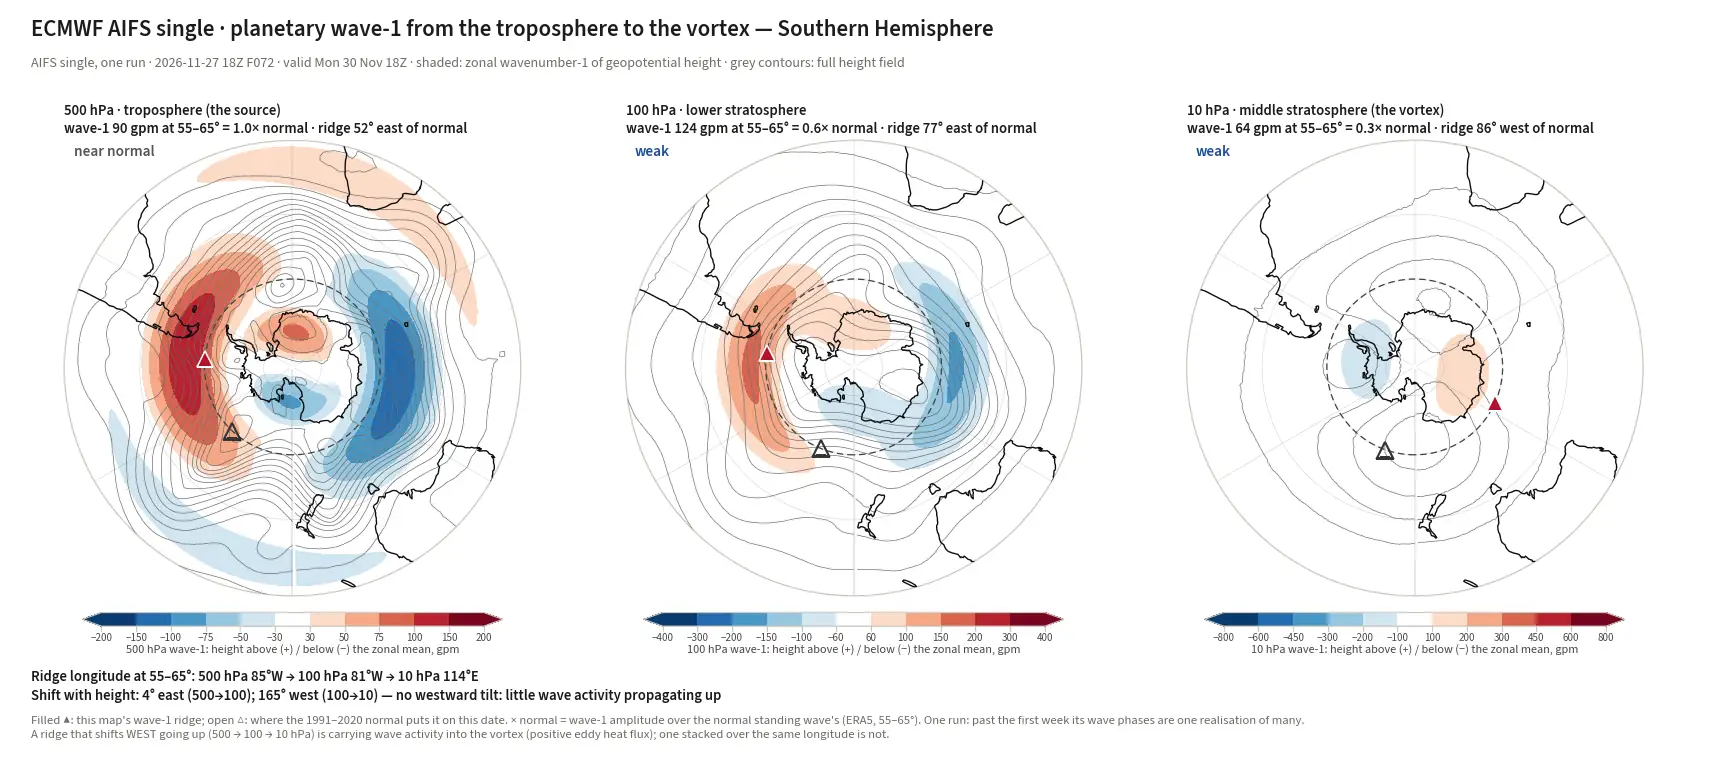 ECMWF AIFS single · planetary wave-1 from the troposphere to the vortex — Southern Hemisphere
AIFS single, one run · 2026-11-27 18Z F072 · valid Mon 30 Nov 18Z · shaded: zonal wavenumber-1 of geopotential height · grey contours: full height field
500 hPa · troposphere (the source)
wave-1 90 gpm at 55–65° = 1.0× normal · ridge 52° east of normal
near normal
100 hPa · lower stratosphere
wave-1 124 gpm at 55–65° = 0.6× normal · ridge 77° east of normal
weak
10 hPa · middle stratosphere (the vortex)
wave-1 64 gpm at 55–65° = 0.3× normal · ridge 86° west of normal
weak
−200 −150 −100 −75 −50 −30 30 50 75 100 150 200
500 hPa wave-1: height above (+) / below (−) the zonal mean, gpm
−400 −300 −200 −150 −100 −60 60 100 150 200 300 400
100 hPa wave-1: height above (+) / below (−) the zonal mean, gpm
−800 −600 −450 −300 −200 −100 100 200 300 450 600 800
10 hPa wave-1: height above (+) / below (−) the zonal mean, gpm
Ridge longitude at 55–65°: 500 hPa 85°W → 100 hPa 81°W → 10 hPa 114°E
Shift with height: 4° east (500→100); 165° west (100→10) — no westward tilt: little wave activity propagating up
Filled ▲: this map's wave-1 ridge; open △: where the 1991–2020 normal puts it on this date. × normal = wave-1 amplitude over the normal standing wave's (ERA5, 55–65°). One run: past the first week its wave phases are one realisation of many.
A ridge that shifts WEST going up (500 → 100 → 10 hPa) is carrying wave activity into the vortex (positive eddy heat flux); one stacked over the same longitude is not.